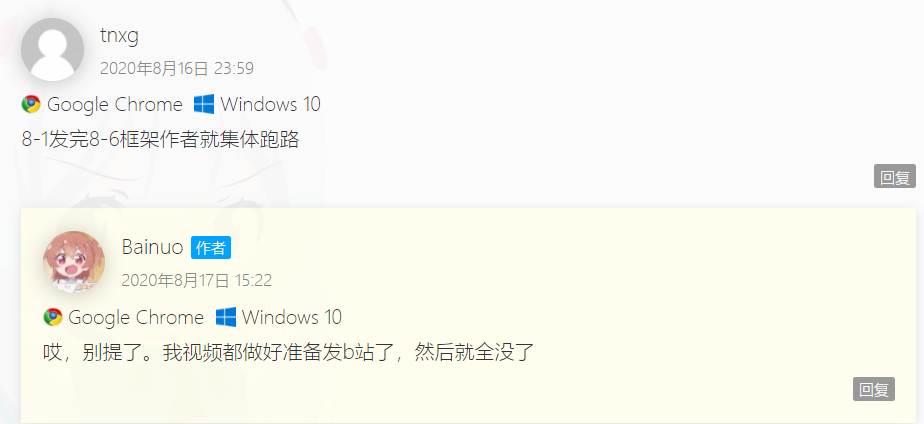 tnxg
2020年8月16日 23:59
Google Chrome Windows 10
8-1发完8-6框架作者就集体跑路
回复
Bainuo 作者
2020年8月17日 15:22
Google Chrome Windows 10
哎，别提了。我视频都做好准备发b站了，然后就全没了
回复